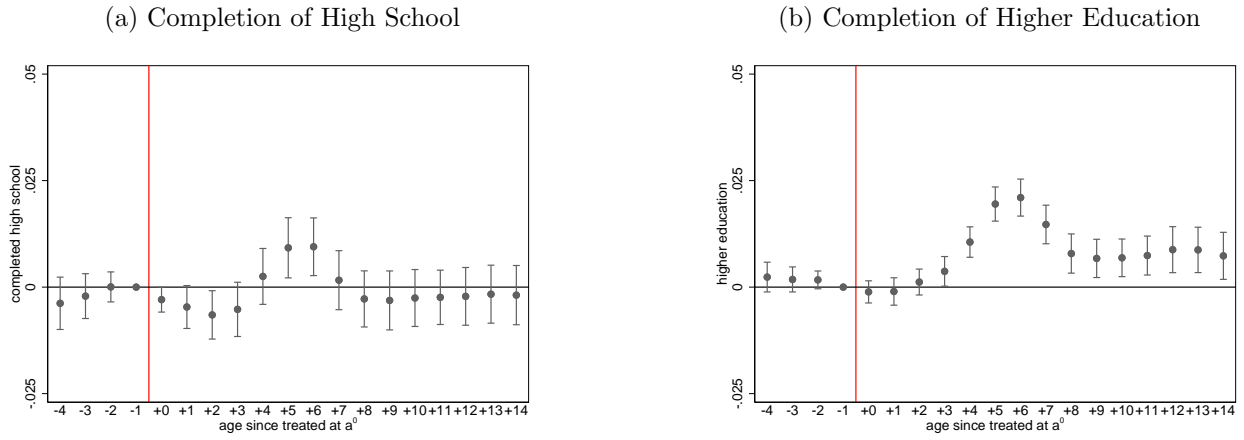 (a) Completion of High School
.05
.025
0
-.025
completed high school
-4 -3 -2 -1 +0 +1 +2 +3 +4 +5 +6 +7 +8 +9 +10 +11 +12 +13 +14
age since treated at a⁰
(b) Completion of Higher Education
.05
.025
0
-.025
higher education
-4 -3 -2 -1 +0 +1 +2 +3 +4 +5 +6 +7 +8 +9 +10 +11 +12 +13 +14
age since treated at a⁰